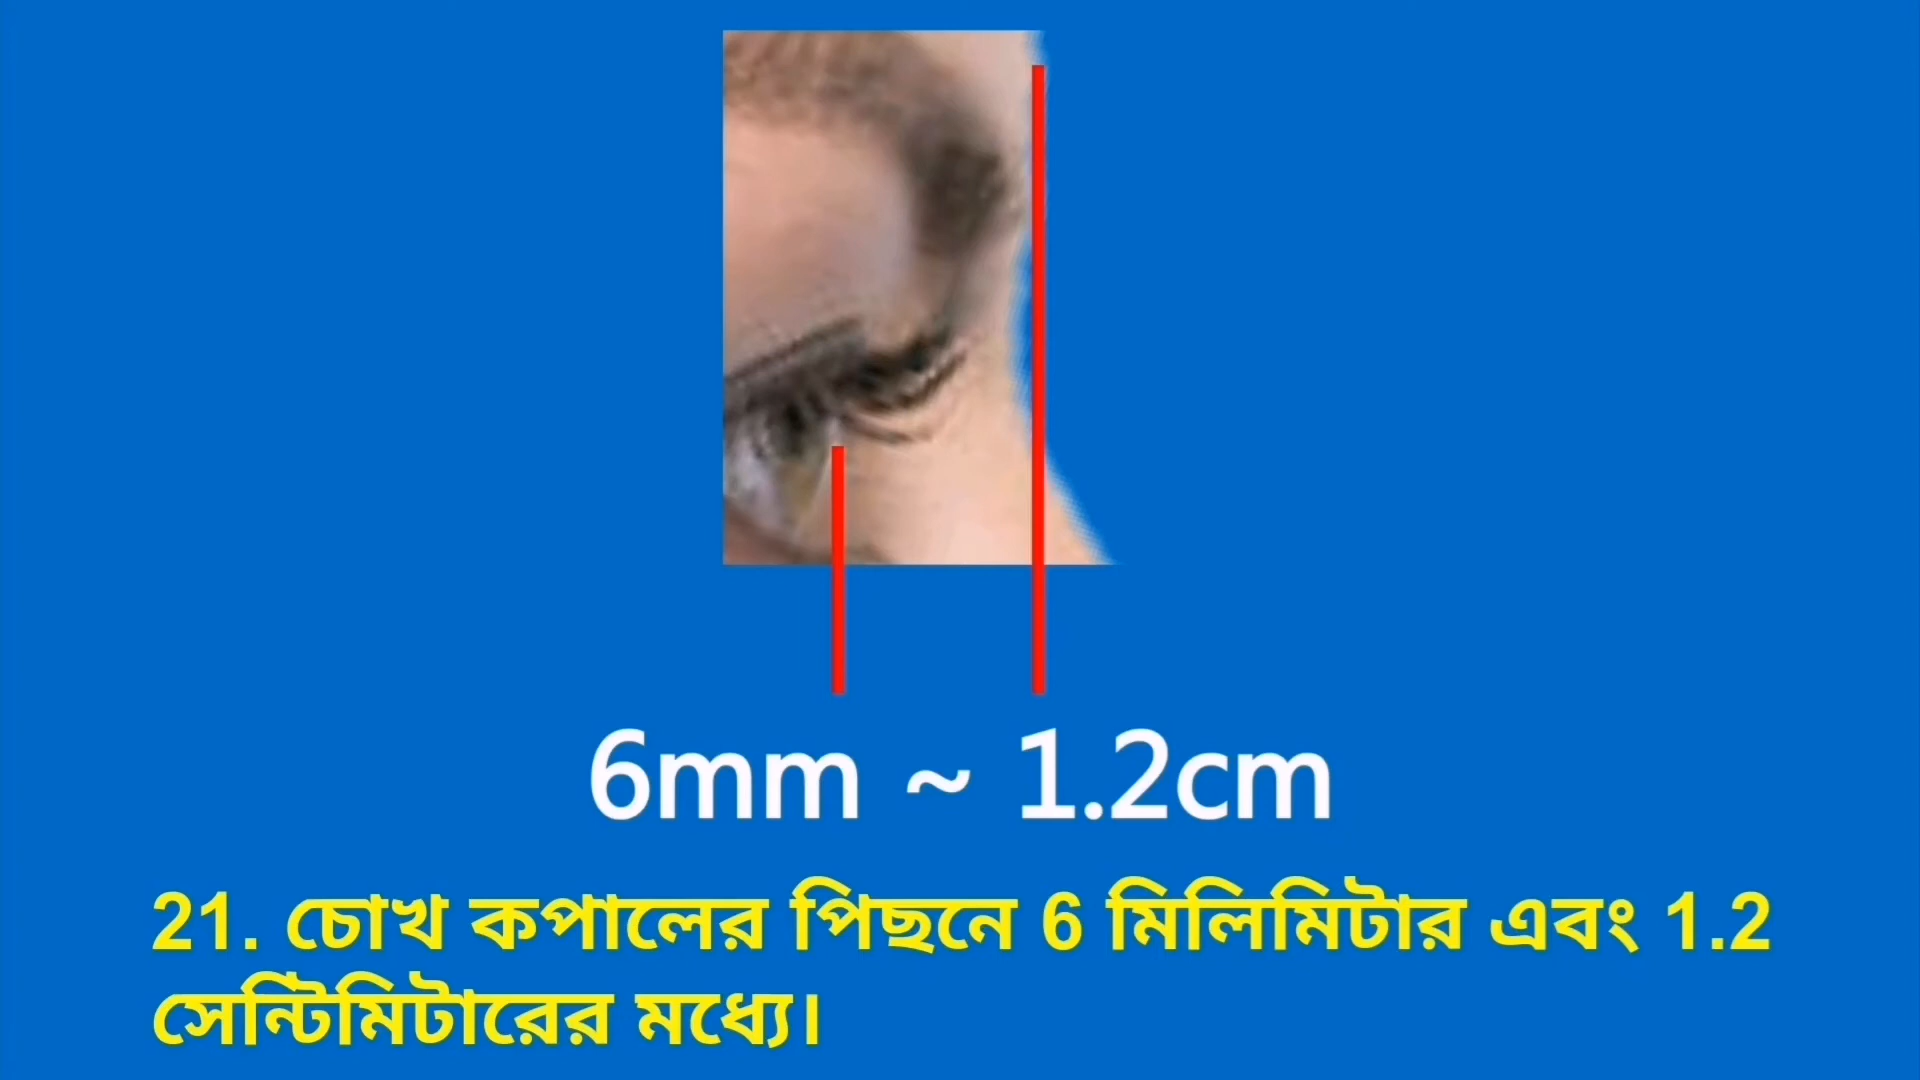 6mm ~ 1.2cm
21. চোখ কপালের পিছনে 6 মিলিমিটার এবং 1.2
সেন্টিমিটারের মধ্যে।